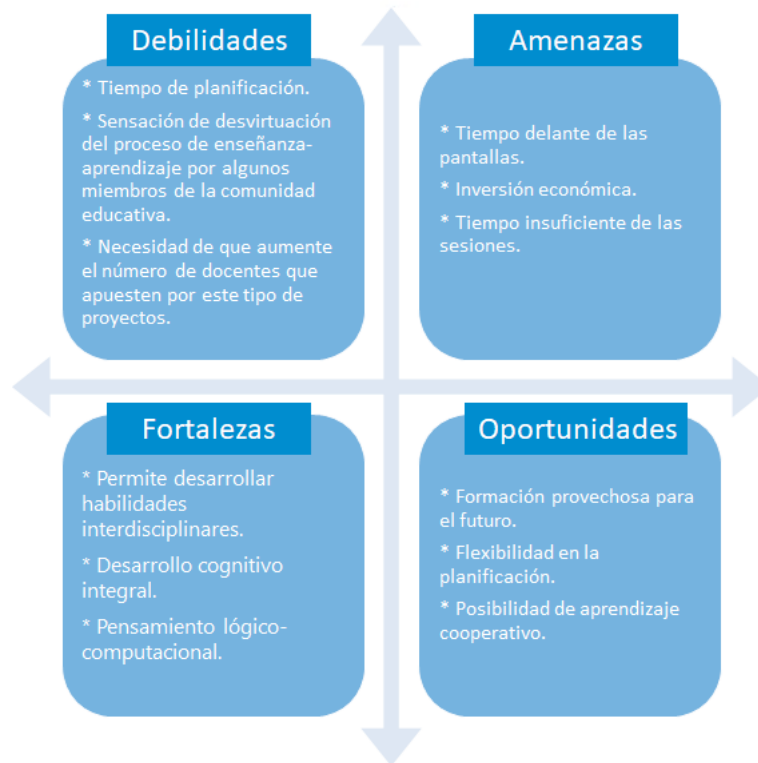 Debilidades
* Tiempo de planificación.
* Sensación de desvirtuación
del proceso de enseñanza-
aprendizaje por algunos
miembros de la comunidad
educativa.
* Necesidad de que aumente
el número de docentes que
apuesten por este tipo de
proyectos.
Amenazas
* Tiempo delante de las
pantallas.
* Inversión económica.
* Tiempo insuficiente de las
sesiones.
Fortalezas
* Permite desarrollar
habilidades
interdisciplinares.
* Desarrollo cognitivo
integral.
* Pensamiento lógico-
computacional.
Oportunidades
* Formación provechosa para
el futuro.
* Flexibilidad en la
planificación.
* Posibilidad de aprendizaje
cooperativo.